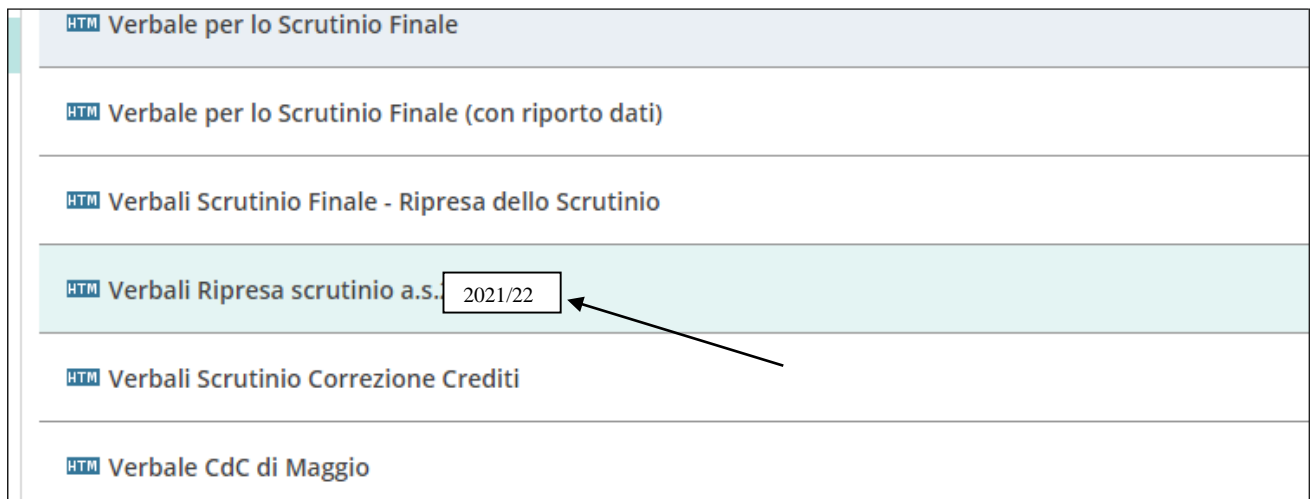 HTM Verbale per lo Scrutinio Finale
HTM Verbale per lo Scrutinio Finale (con riporto dati)
HTM Verbali Scrutinio Finale - Ripresa dello Scrutinio
HTM Verbali Ripresa scrutinio a.s. 2021/22
HTM Verbali Scrutinio Correzione Crediti
HTM Verbale CdC di Maggio